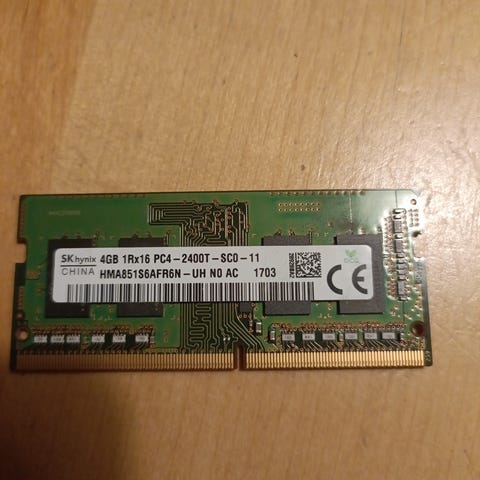 SK hynix 4GB 1Rx16 PC4-2400T-SC0-11
CHINA HMA851S6AFR6N-UH N0 AC 1703
CE